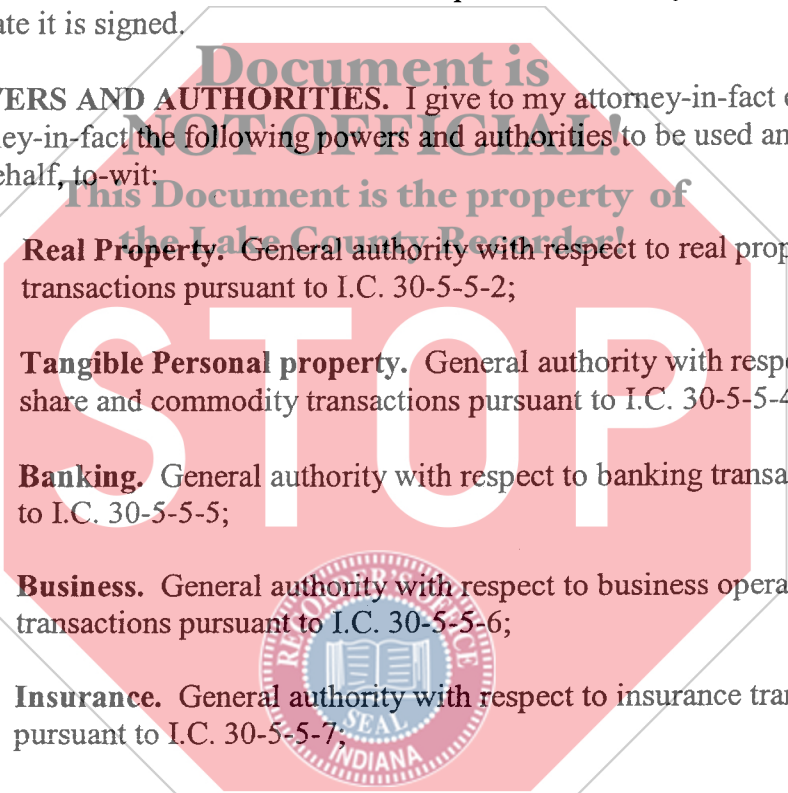 ate it is signed.
Document is
ERS AND AUTHORITIES. I give to my attorney-in-fact
ey-in-fact the following powers and authorities to be used an
NOT OFFICIAL!
ehalf, to-wit:
This Document is the property of
the Lake County Recorder!
Real Property. General authority with respect to real prop
transactions pursuant to I.C. 30-5-5-2;
STOP
Tangible Personal property. General authority with respe
share and commodity transactions pursuant to I.C. 30-5-5-4
Banking. General authority with respect to banking transa
to I.C. 30-5-5-5;
Business. General authority with respect to business opera
transactions pursuant to I.C. 30-5-5-6;
RECORDER'S OFFICE
Insurance. General authority with respect to insurance tran
SEAL
pursuant to I.C. 30-5-5-7;
INDIANA